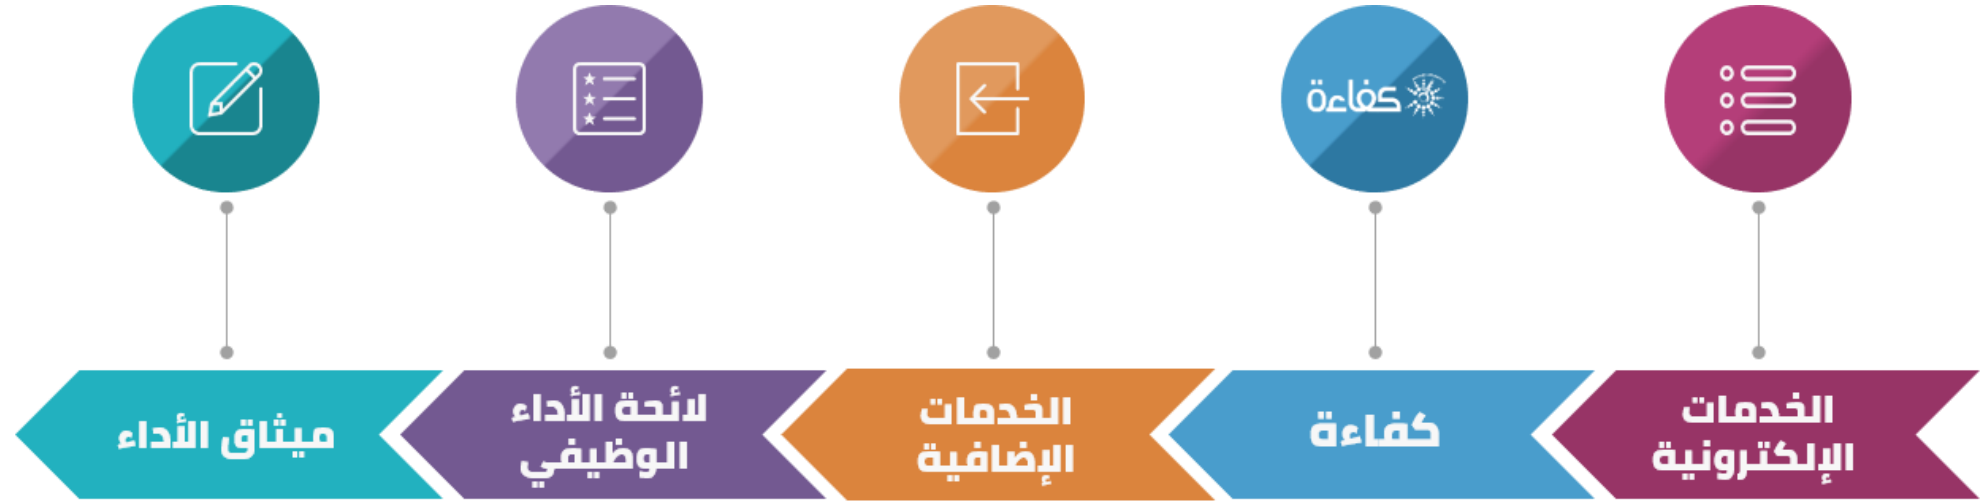 كفاءة
الخدمات
الإلكترونية
كفاءة
الخدمات
الإضافية
لائحة الأداء
الوظيفي
ميثاق الأداء